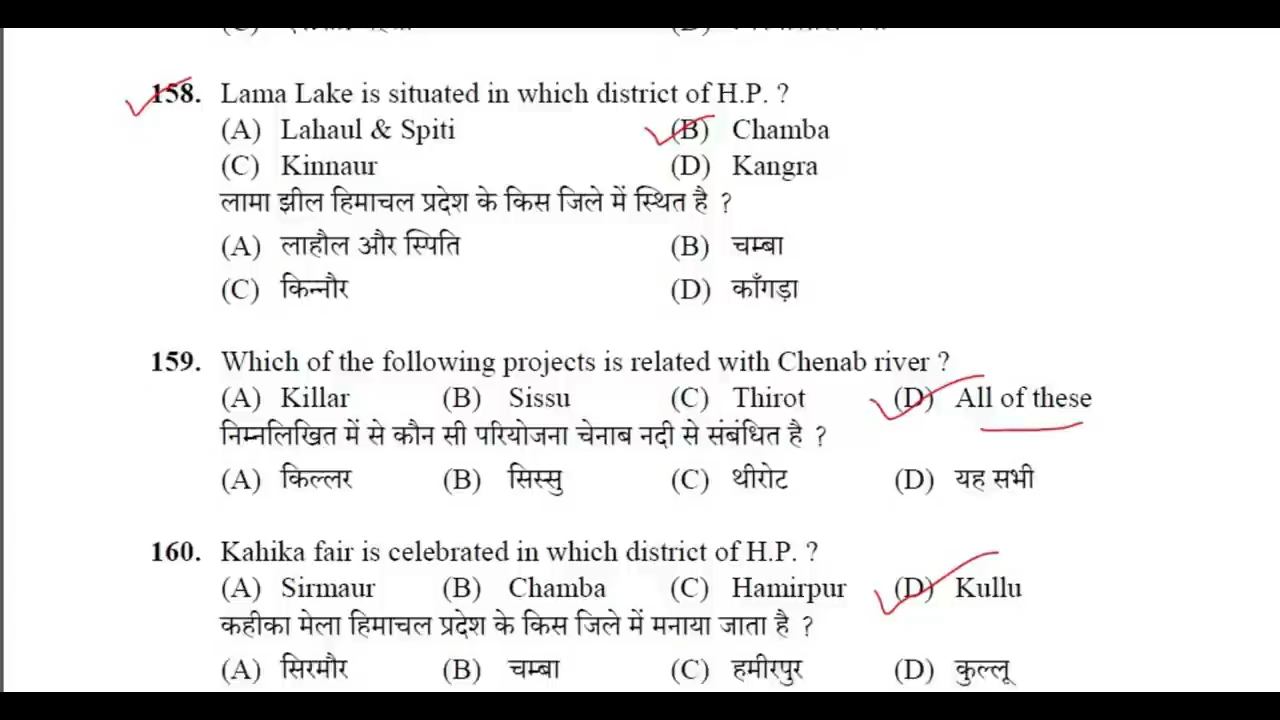 158. Lama Lake is situated in which district of H.P. ?
(A) Lahaul & Spiti (B) Chamba
(C) Kinnaur (D) Kangra
लामा झील हिमाचल प्रदेश के किस जिले में स्थित है ?
(A) लाहौल और स्पिति (B) चम्बा
(C) किन्नौर (D) काँगड़ा
159. Which of the following projects is related with Chenab river ?
(A) Killar (B) Sissu (C) Thirot (D) All of these
निम्नलिखित में से कौन सी परियोजना चेनाब नदी से संबंधित है ?
(A) किल्लर (B) सिस्सु (C) थीरोट (D) यह सभी
160. Kahika fair is celebrated in which district of H.P. ?
(A) Sirmaur (B) Chamba (C) Hamirpur (D) Kullu
कहीका मेला हिमाचल प्रदेश के किस जिले में मनाया जाता है ?
(A) सिरमौर (B) चम्बा (C) हमीरपुर (D) कुल्लू